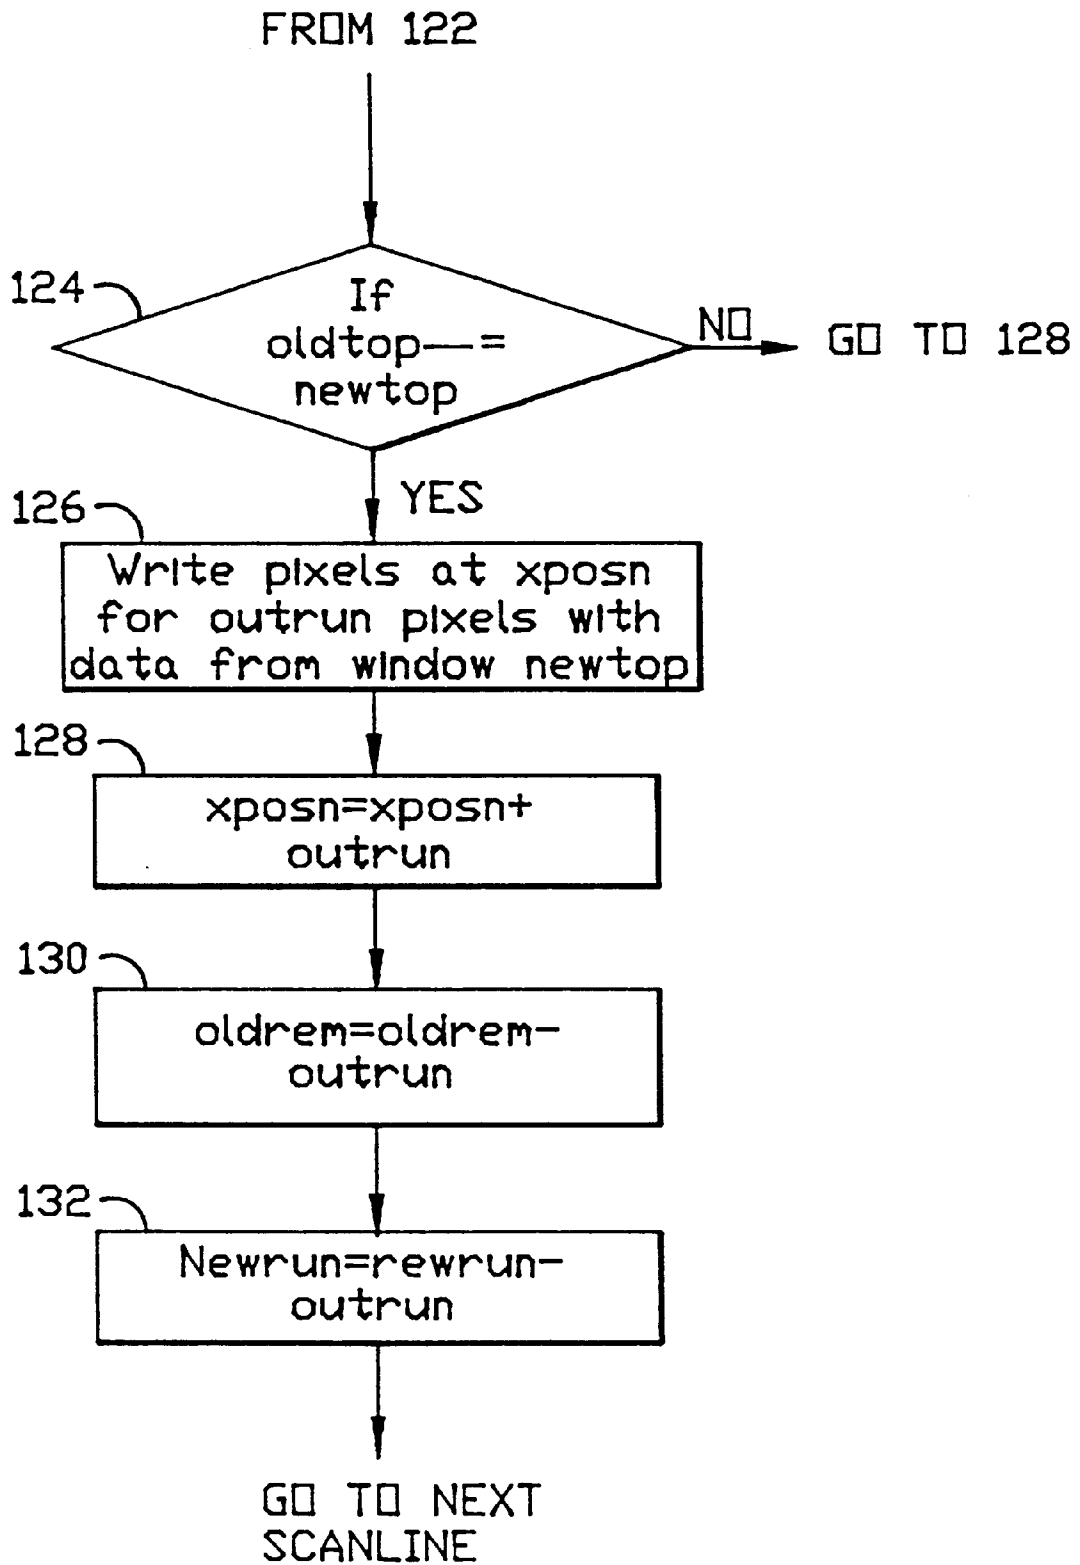 FROM 122
124
If
oldtop—=
newtop
NO
GO TO 128
YES
126
Write pixels at xposn
for outrun pixels with
data from window newtop
128
xposn=xposn+
outrun
130
oldrem=oldrem-
outrun
132
Newrun=rewrun-
outrun
GO TO NEXT
SCANLINE